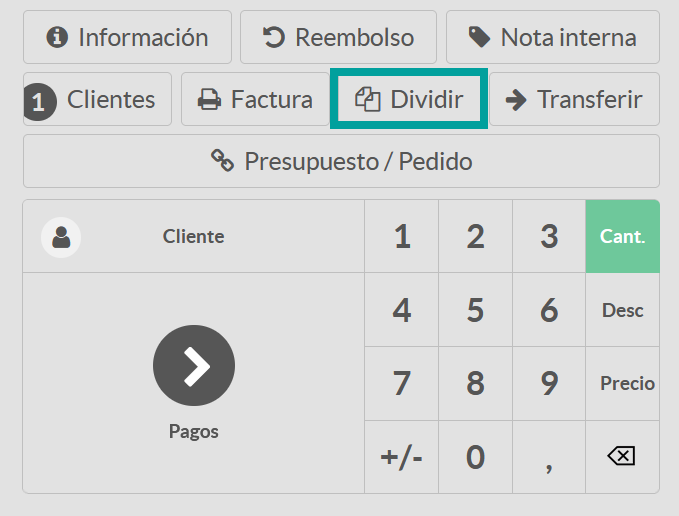 Información Reembolso Nota interna
1 Clientes Factura Dividir Transferir
Presupuesto / Pedido
Cliente 1 2 3 Cant.
4 5 6 Desc
7 8 9 Precio
Pagos
+/- 0 ,